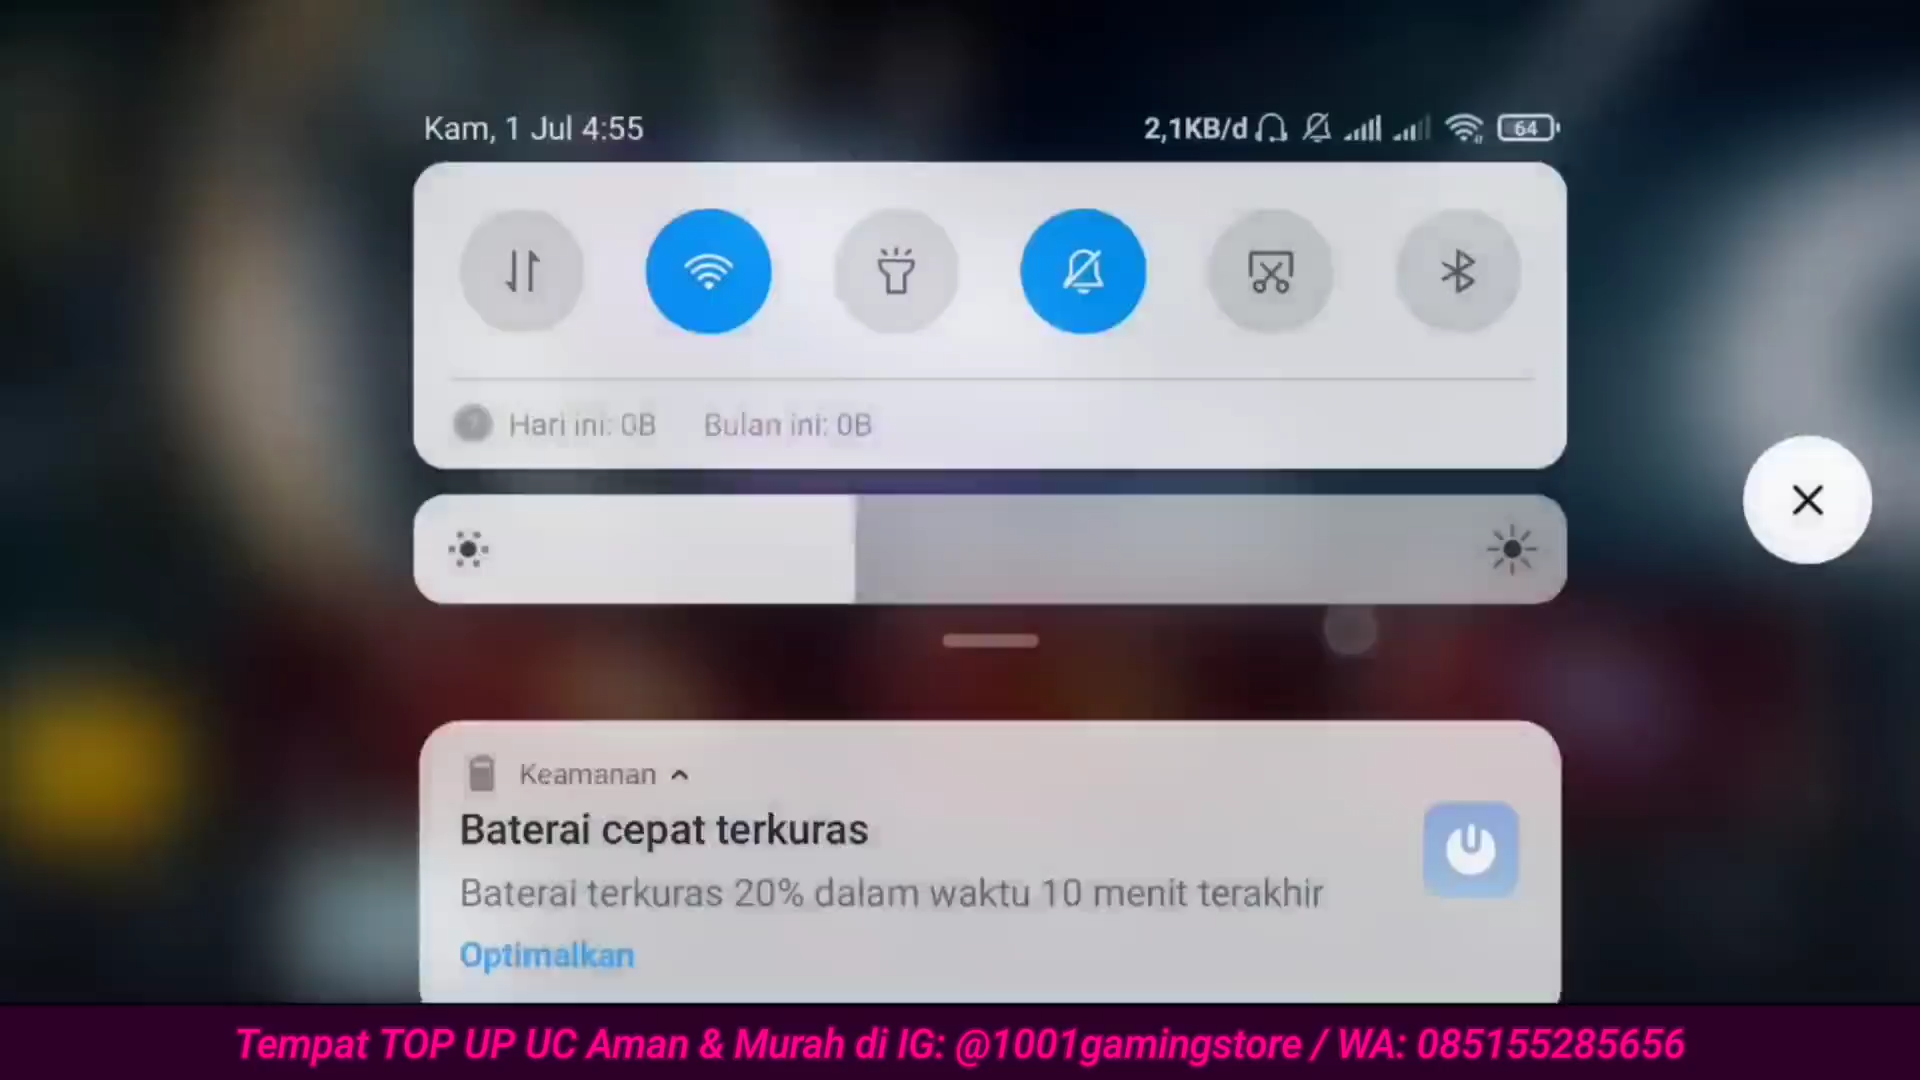 Kam, 1 Jul 4:55
2,1KB/d 64
Hari ini: 0B Bulan ini: 0B
Keamanan
Baterai cepat terkuras
Baterai terkuras 20% dalam waktu 10 menit terakhir
Optimalkan
Tempat TOP UP UC Aman & Murah di IG: @1001gamingstore / WA: 085155285656